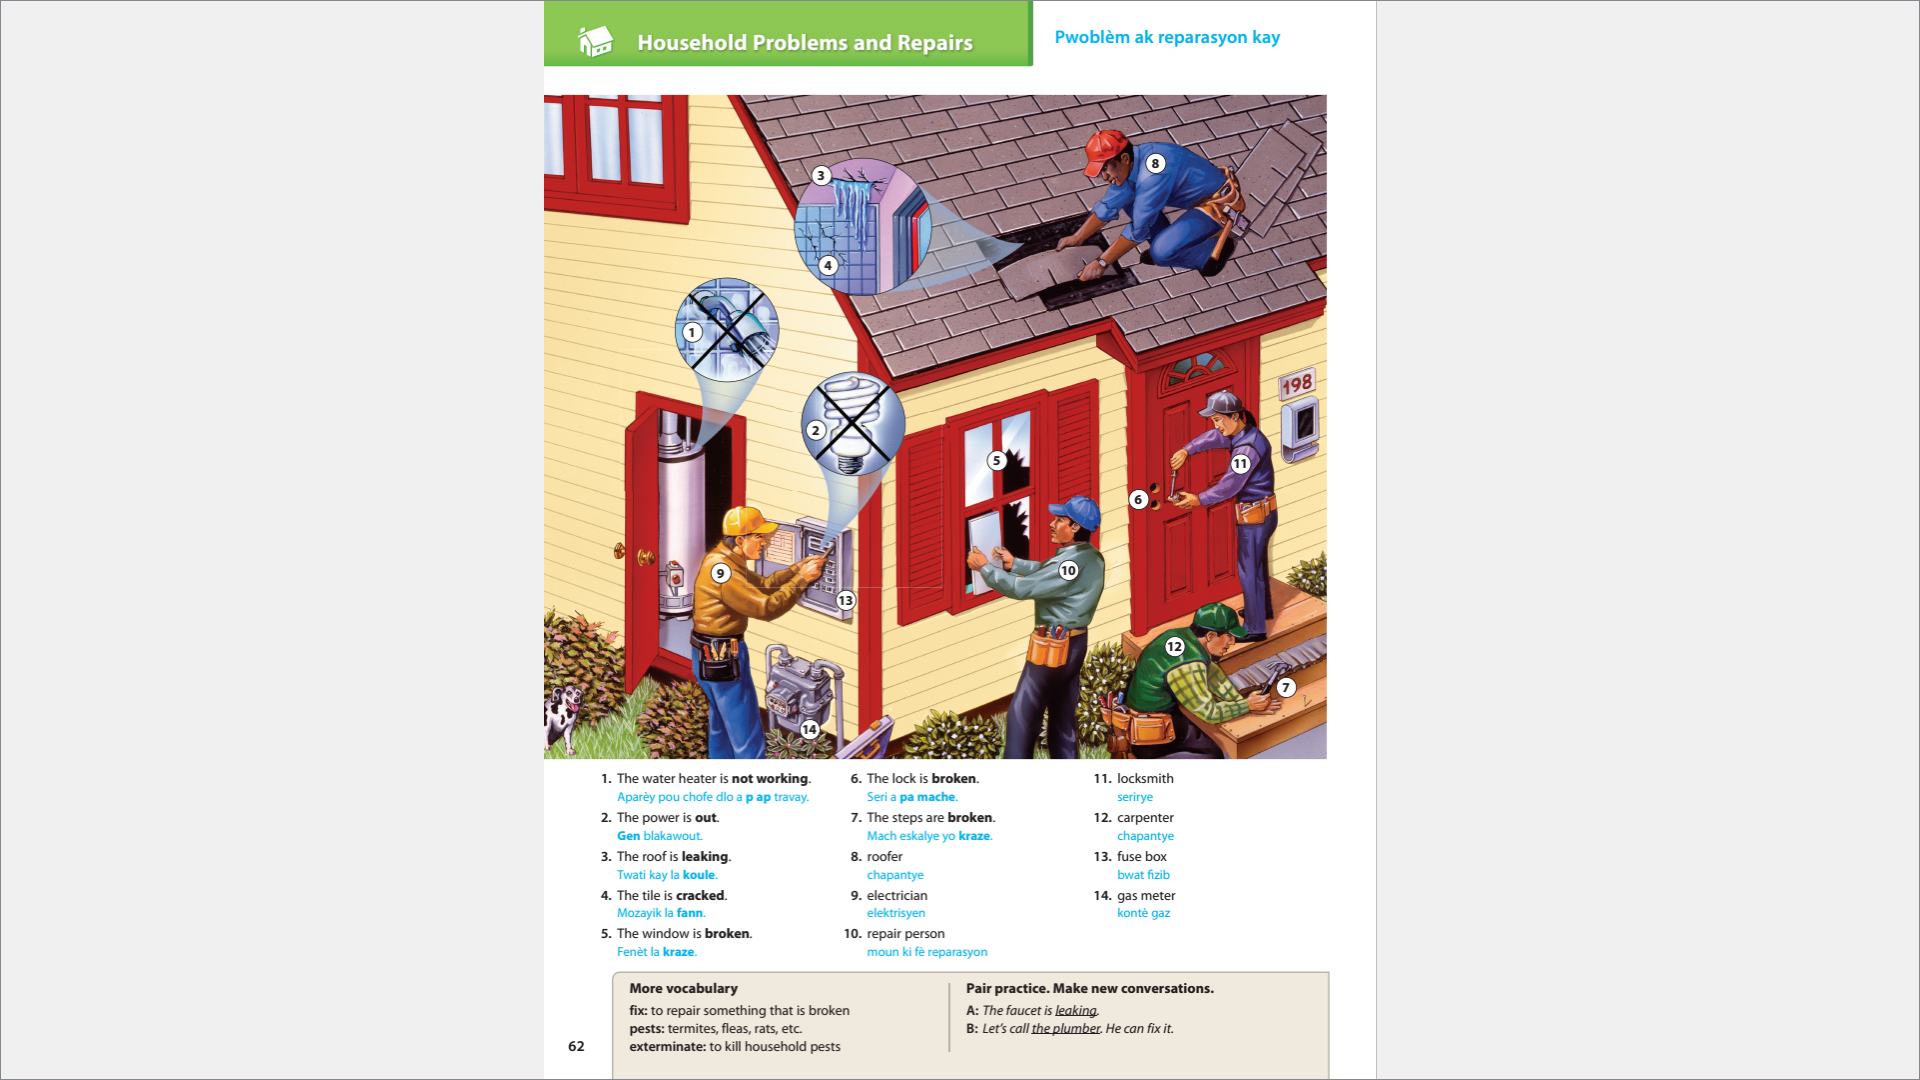 Household Problems and Repairs
Pwoblèm ak reparasyon kay
3
8
4
1
2
198
5
11
6
9
10
13
12
7
14
1. The water heater is not working.
Aparèy pou chofe dlo a p ap travay.
2. The power is out.
Gen blakawout.
3. The roof is leaking.
Twati kay la koule.
4. The tile is cracked.
Mozayik la fann.
5. The window is broken.
Fenèt la kraze.
6. The lock is broken.
Seri a pa mache.
7. The steps are broken.
Mach eskalye yo kraze.
8. roofer
chapantye
9. electrician
elektrisyen
10. repair person
moun ki fè reparasyon
11. locksmith
serirye
12. carpenter
chapantye
13. fuse box
bwat fizib
14. gas meter
kontè gaz
More vocabulary
fix: to repair something that is broken
pests: termites, fleas, rats, etc.
exterminate: to kill household pests
Pair practice. Make new conversations.
A: The faucet is leaking.
B: Let's call the plumber. He can fix it.
62